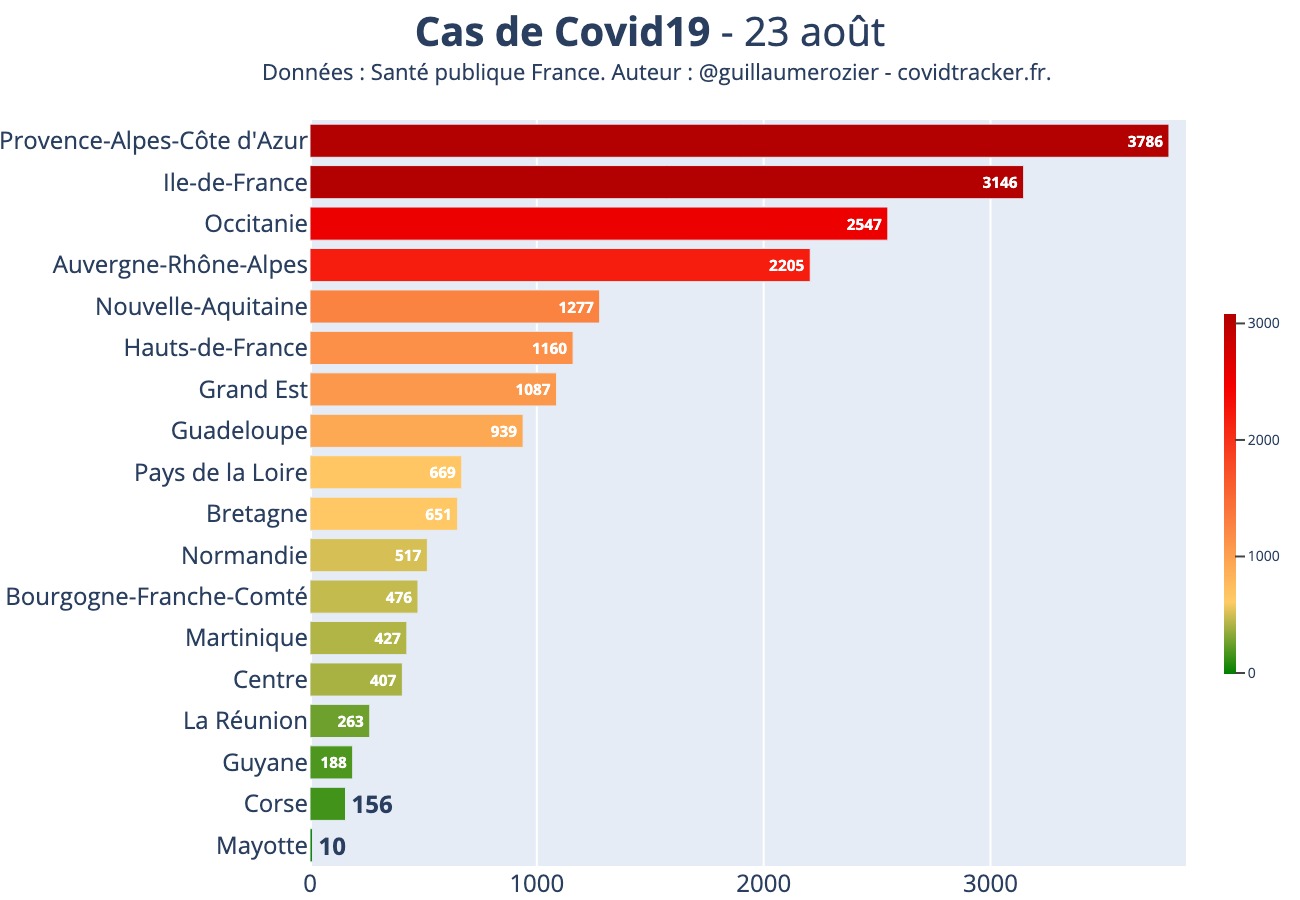 Cas de Covid19 - 23 août
Données : Santé publique France. Auteur : @guillaumerozier - covidtracker.fr.
Provence-Alpes-Côte d'Azur 3786
Ile-de-France 3146
Occitanie 2547
Auvergne-Rhône-Alpes 2205
Nouvelle-Aquitaine 1277
Hauts-de-France 1160
Grand Est 1087
Guadeloupe 939
Pays de la Loire 669
Bretagne 651
Normandie 517
Bourgogne-Franche-Comté 476
Martinique 427
Centre 407
La Réunion 263
Guyane 188
Corse 156
Mayotte 10
0 1000 2000 3000
3000
2000
1000
0